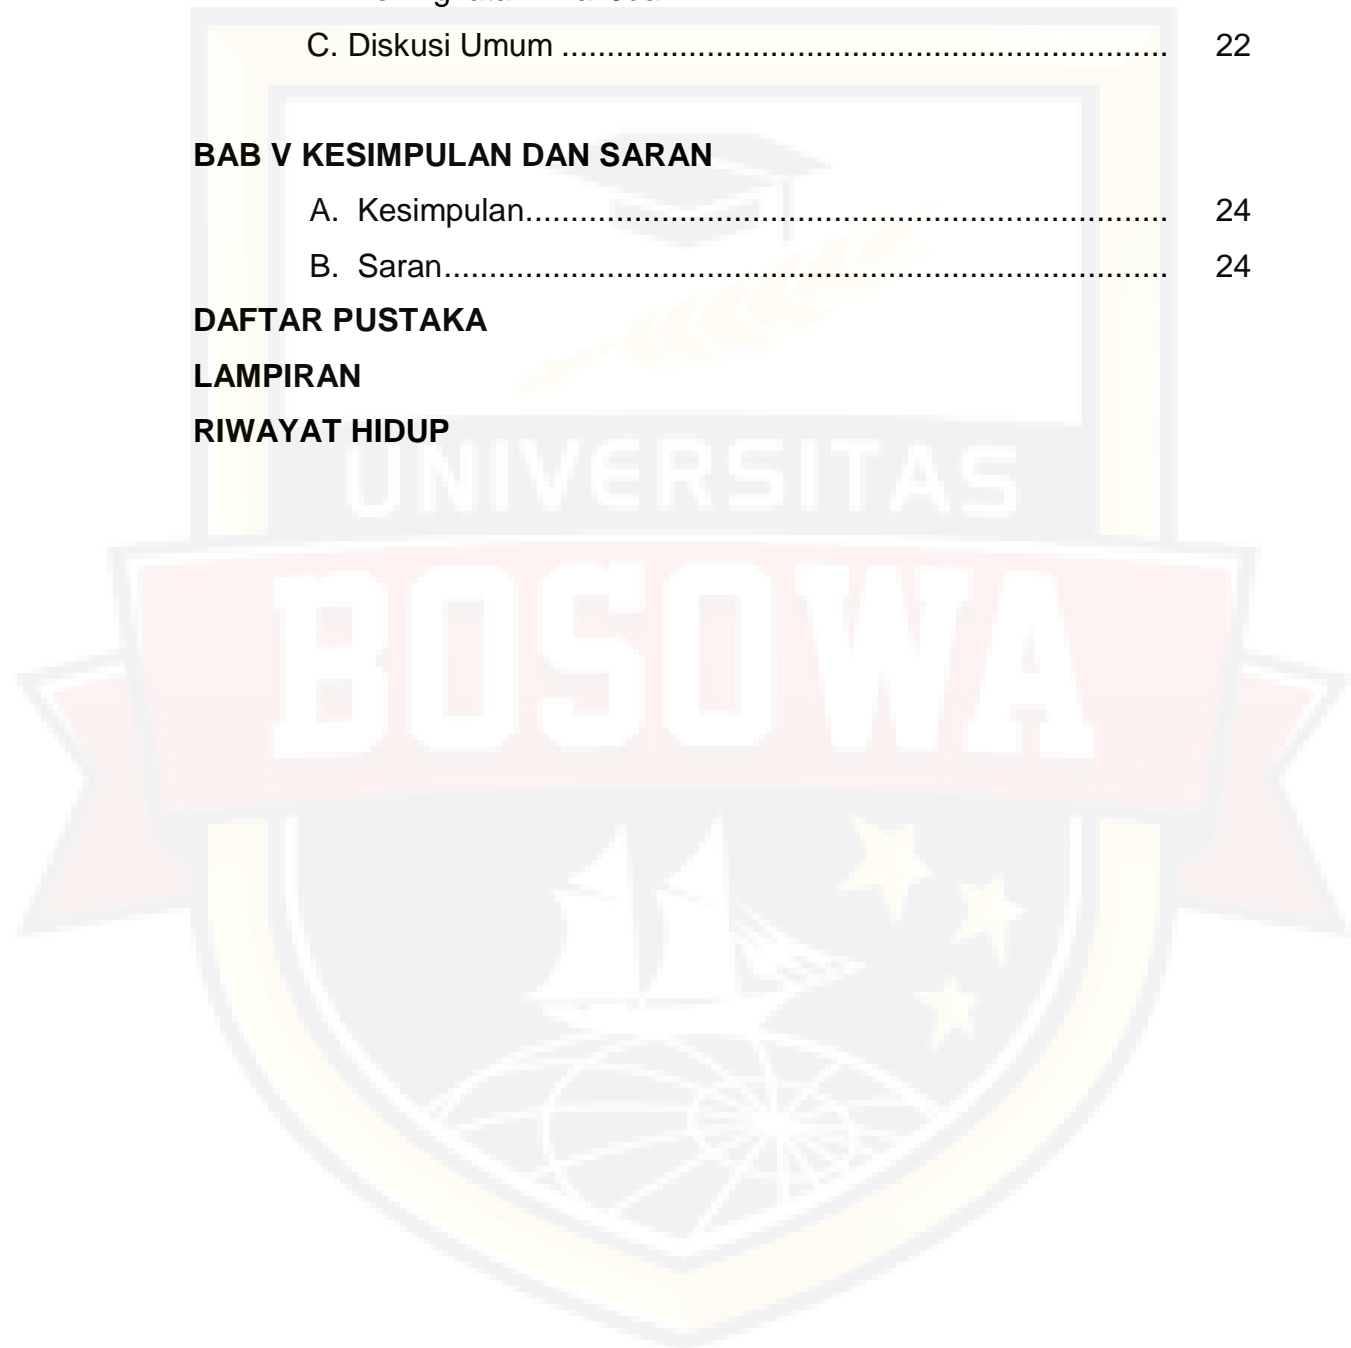 C. Diskusi Umum .................................................................. 22
BAB V KESIMPULAN DAN SARAN
A. Kesimpulan...................................................................... 24
B. Saran............................................................................... 24
DAFTAR PUSTAKA
LAMPIRAN
RIWAYAT HIDUP
UNIVERSITAS
BOSOWA